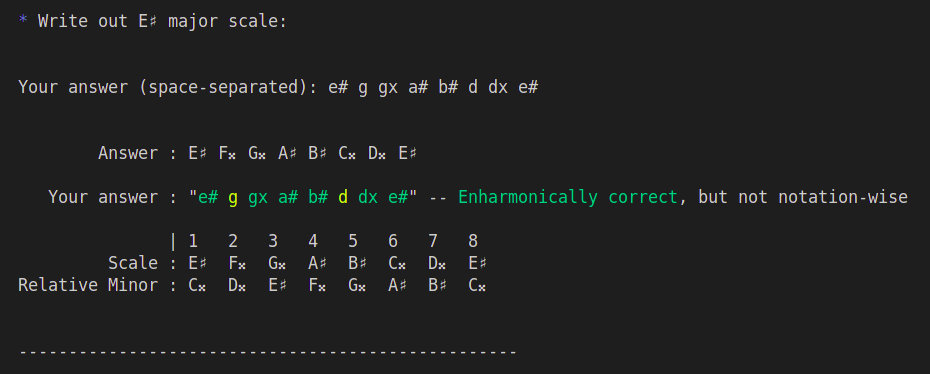 * Write out E♯ major scale:
Your answer (space-separated): e# g gx a# b# d dx e#
Answer : E♯ F𝄪 G𝄪 A♯ B♯ C𝄪 D𝄪 E♯
Your answer : "e# g gx a# b# d dx e#" -- Enharmonically correct, but not notation-wise
| 1 2 3 4 5 6 7 8
Scale : E♯ F𝄪 G𝄪 A♯ B♯ C𝄪 D𝄪 E♯
Relative Minor : C𝄪 D𝄪 E♯ F𝄪 G𝄪 A♯ B♯ C𝄪
--------------------------------------------------